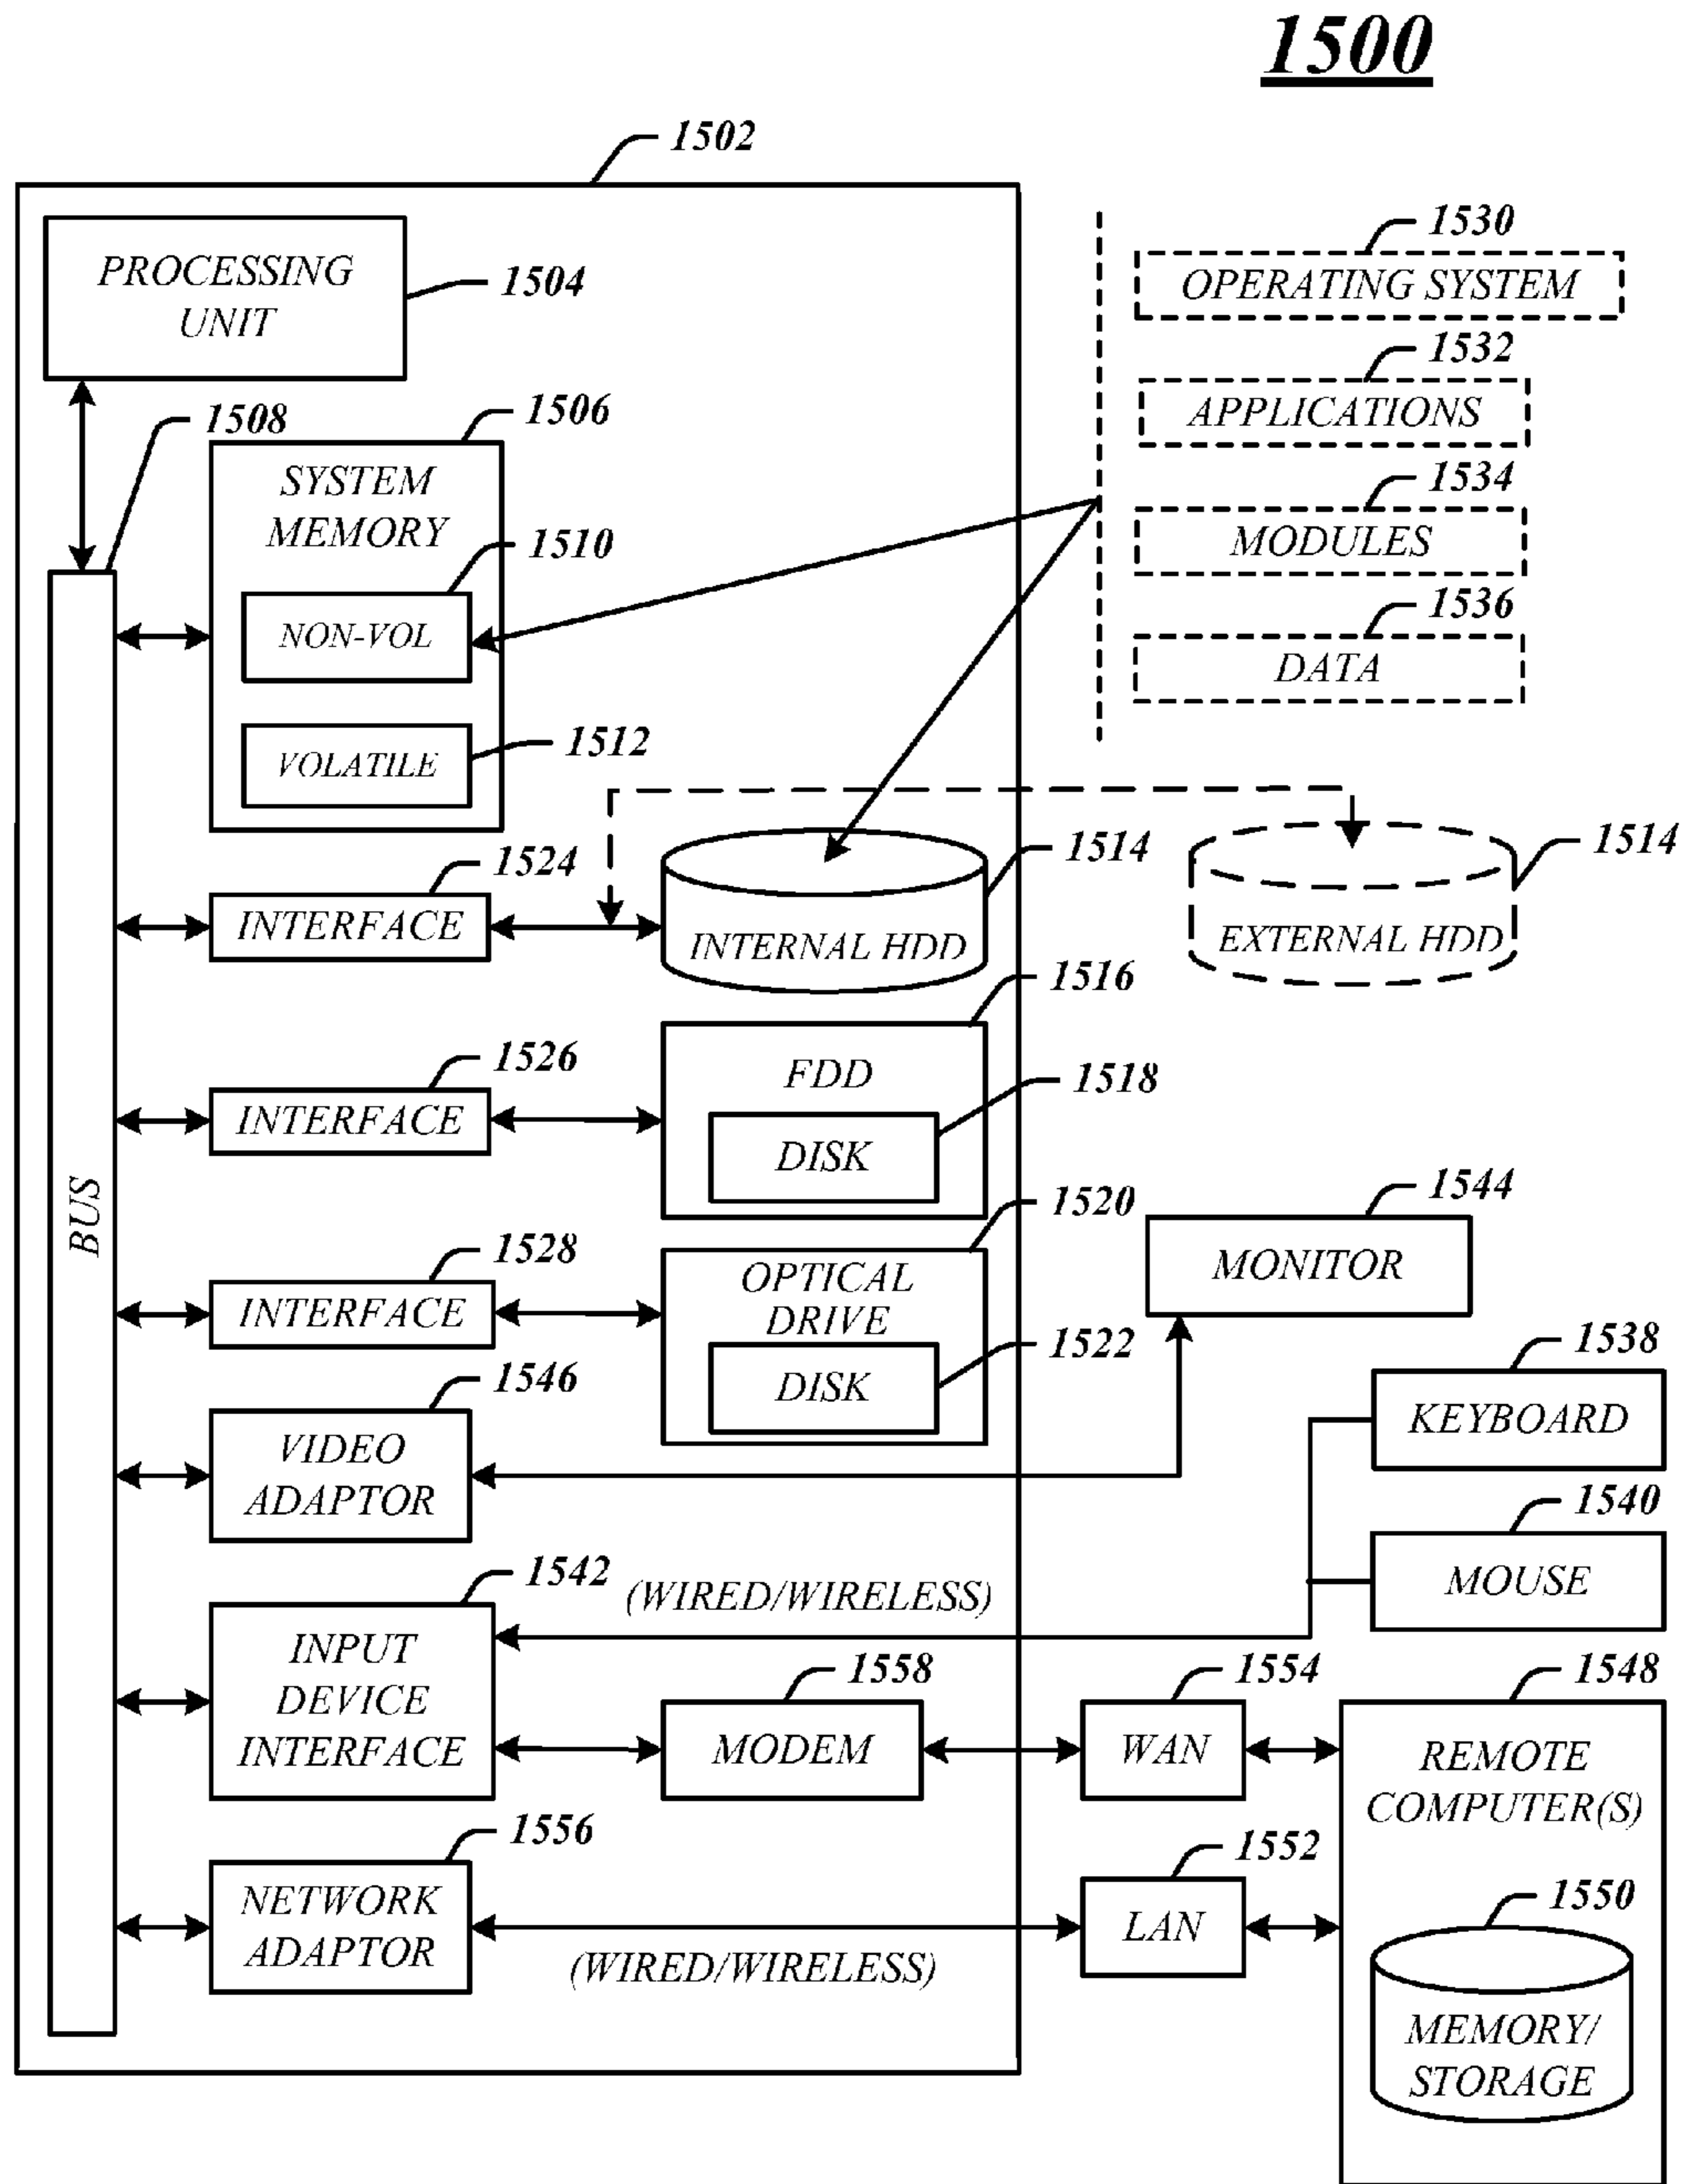 1500
1502
PROCESSING
UNIT
1504
1530
OPERATING SYSTEM
1532
APPLICATIONS
1534
MODULES
1536
DATA
1508
1506
SYSTEM
MEMORY
1510
NON-VOL
1512
VOLATILE
BUS
1524
INTERFACE
1514
INTERNAL HDD
1514
EXTERNAL HDD
1516
FDD
1526
INTERFACE
1518
DISK
1520
OPTICAL
DRIVE
1528
INTERFACE
1522
DISK
1544
MONITOR
1546
VIDEO
ADAPTOR
1538
KEYBOARD
1540
MOUSE
1542
INPUT
DEVICE
INTERFACE
(WIRED/WIRELESS)
1558
MODEM
1554
WAN
1548
REMOTE
COMPUTER(S)
1556
NETWORK
ADAPTOR
(WIRED/WIRELESS)
1552
LAN
1550
MEMORY/
STORAGE